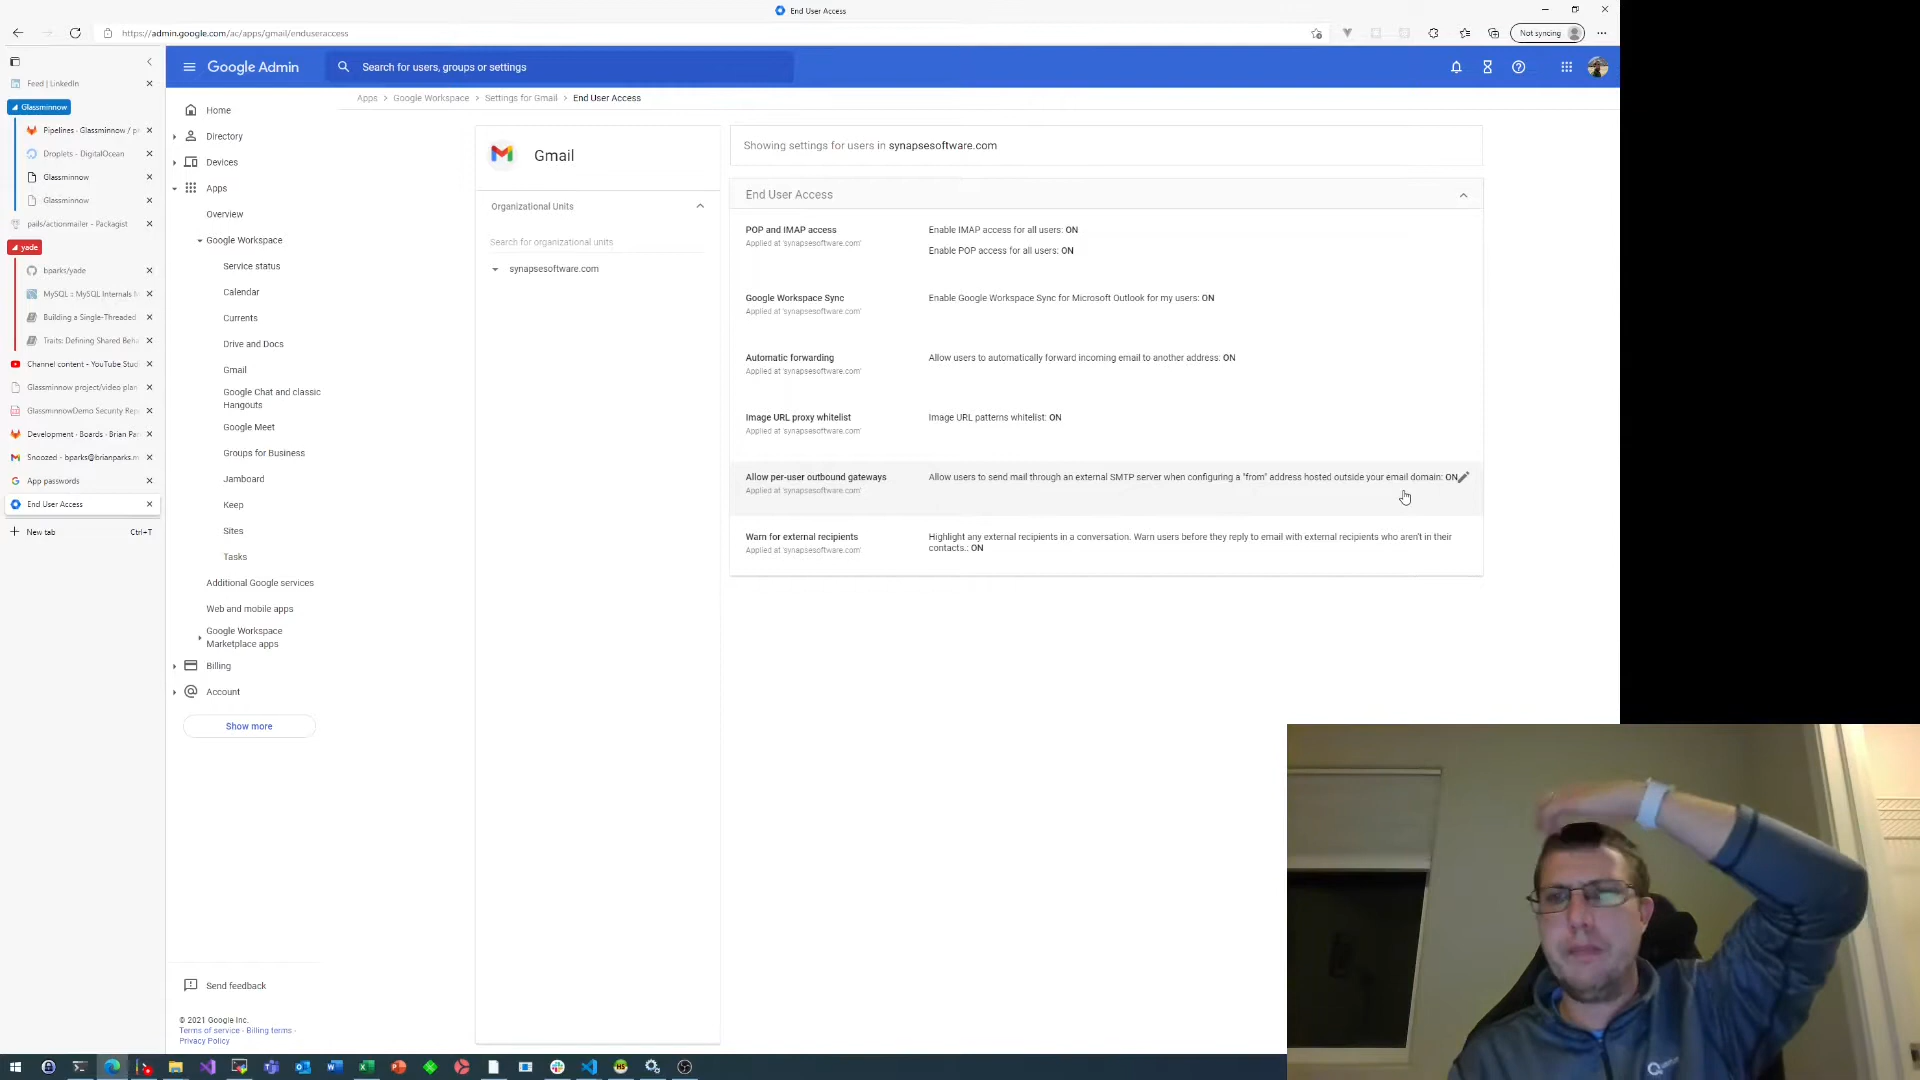 End User Access
https://admin.google.com/ac/apps/gmail/enduseraccess
Not syncing
Feed | LinkedIn
Glassminnow
Pipelines - Glassminnow / p
Droplets - DigitalOcean
Glassminnow
Glassminnow
pails/actionmailer - Packagist
yade
bparks/yade
MySQL :: MySQL Internals
Building a Single-Threaded
Traits: Defining Shared Beha
Channel content - YouTube Stud
Glassminnow project/video plan
GlassminnowDemo Security Rep
Development - Boards - Brian Par
Snoozed - bparks@brianparks.m
App passwords
End User Access
New tab
Ctrl+T
Google Admin
Search for users, groups or settings
Home
Directory
Devices
Apps
Overview
Google Workspace
Service status
Calendar
Currents
Drive and Docs
Gmail
Google Chat and classic
Hangouts
Google Meet
Groups for Business
Jamboard
Keep
Sites
Tasks
Additional Google services
Web and mobile apps
Google Workspace
Marketplace apps
Billing
Account
Show more
Send feedback
© 2021 Google Inc.
Terms of service - Billing terms -
Privacy Policy
Apps > Google Workspace > Settings for Gmail > End User Access
Gmail
Organizational Units
Search for organizational units
synapsesoftware.com
Showing settings for users in synapsesoftware.com
End User Access
POP and IMAP access
Applied at 'synapsesoftware.com'
Enable IMAP access for all users: ON
Enable POP access for all users: ON
Google Workspace Sync
Applied at 'synapsesoftware.com'
Enable Google Workspace Sync for Microsoft Outlook for my users: ON
Automatic forwarding
Applied at 'synapsesoftware.com'
Allow users to automatically forward incoming email to another address: ON
Image URL proxy whitelist
Applied at 'synapsesoftware.com'
Image URL patterns whitelist: ON
Allow per-user outbound gateways
Applied at 'synapsesoftware.com'
Allow users to send mail through an external SMTP server when configuring a "from" address hosted outside your email domain: ON
Warn for external recipients
Applied at 'synapsesoftware.com'
Highlight any external recipients in a conversation. Warn users before they reply to email with external recipients who aren't in their
contacts.: ON